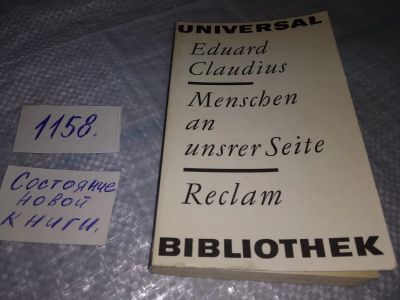 1158.
Состояние
новой
книги.
UNIVERSAL
Eduard
Claudius
Menschen
an
unsrer Seite
Reclam
BIBLIOTHEK